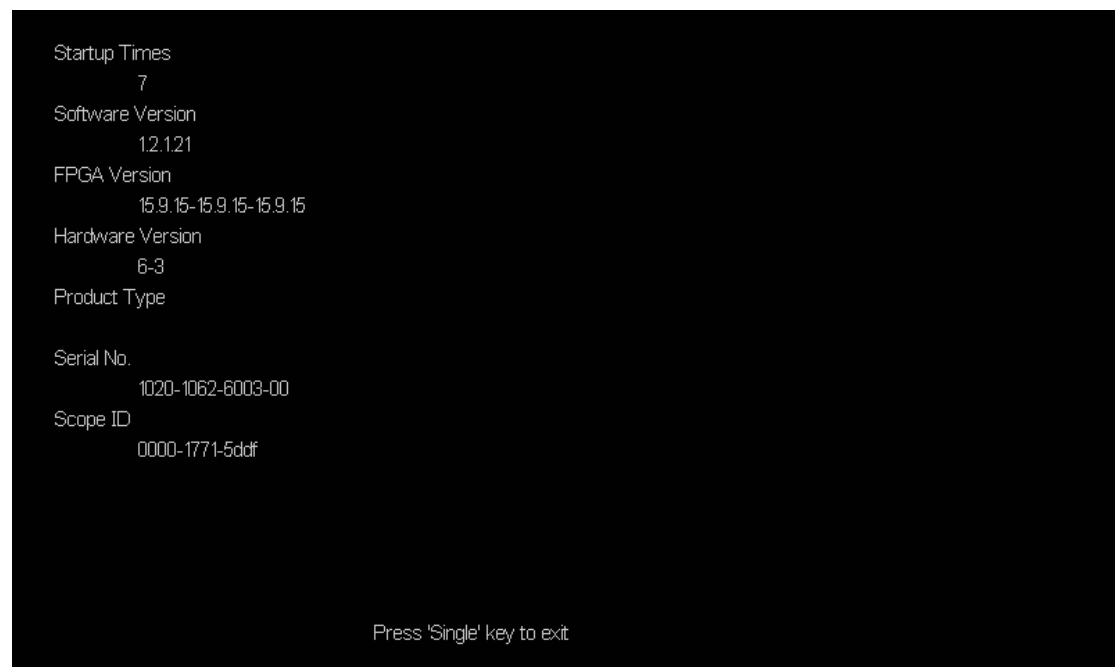 Startup Times
7
Software Version
1.2.1.21
FPGA Version
15.9.15-15.9.15-15.9.15
Hardware Version
6-3
Product Type
Serial No.
1020-1062-6003-00
Scope ID
0000-1771-5ddf
Press 'Single' key to exit